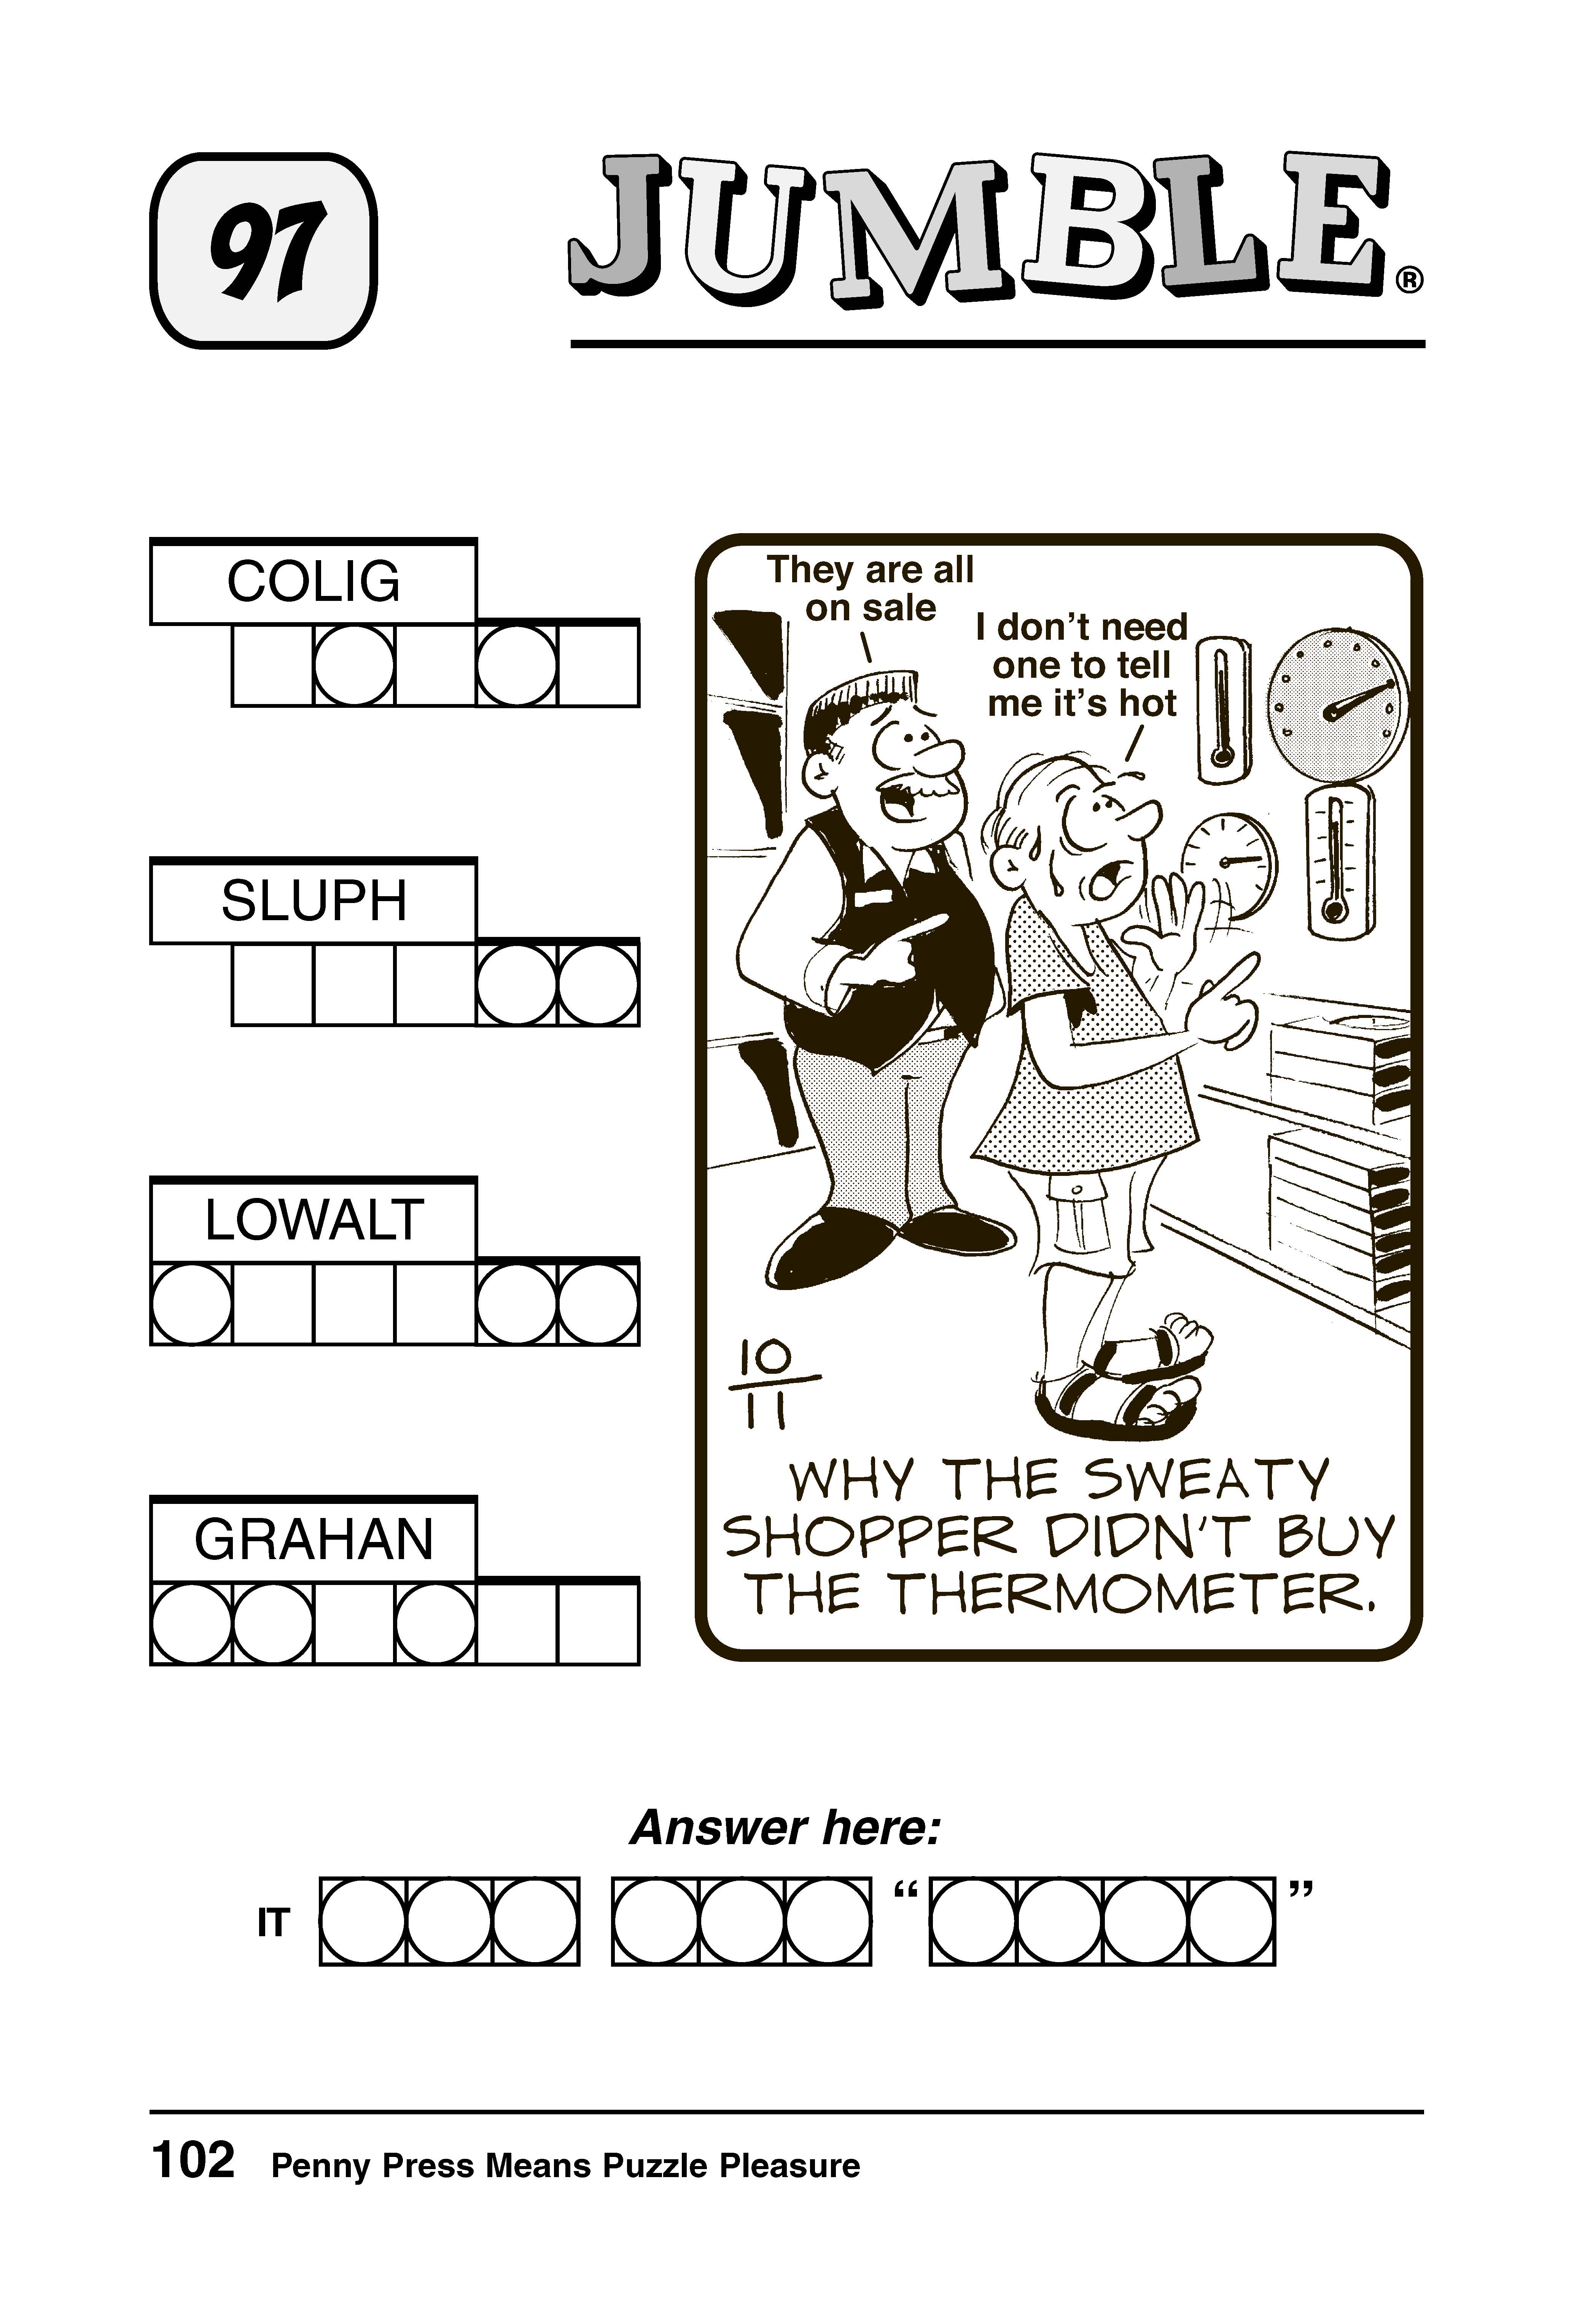 97
JUMBLE®
COLIG
SLUPH
LOWALT
GRAHAN
They are all
on sale
I don’t need
one to tell
me it’s hot
10
11
WHY THE SWEATY
SHOPPER DIDN’T BUY
THE THERMOMETER.
Answer here:
IT “ ”
102 Penny Press Means Puzzle Pleasure